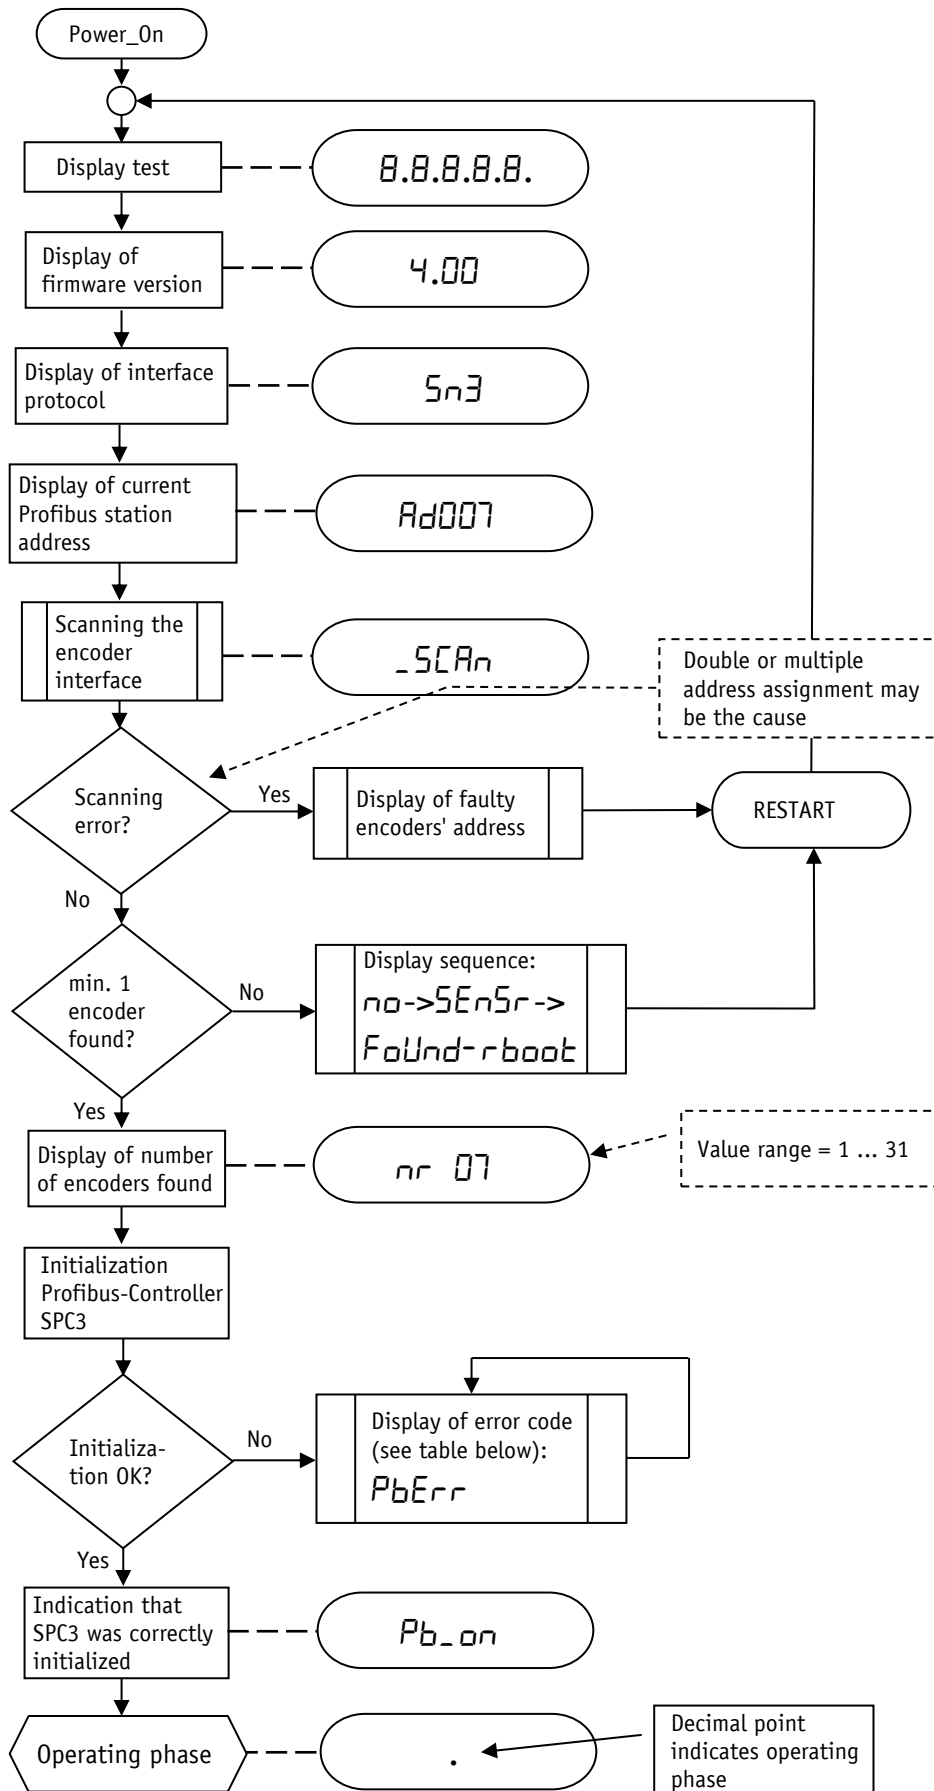 Power_On
Display test
8.8.8.8.8.
Display of
firmware version
4.00
Display of interface
protocol
Sn3
Display of current
Profibus station
address
Ad007
Scanning the
encoder
interface
_SCAn
Double or multiple
address assignment may
be the cause
Scanning
error?
Yes
Display of faulty
encoders' address
RESTART
No
min. 1
encoder
found?
No
Display sequence:
no->SEnSr->
FoUnd-rboot
Yes
Display of number
of encoders found
nr 07
Value range = 1 ... 31
Initialization
Profibus-Controller
SPC3
Initializa-
tion OK?
No
Display of error code
(see table below):
PbErr
Yes
Indication that
SPC3 was correctly
initialized
Pb_on
Operating phase
.
Decimal point
indicates operating
phase